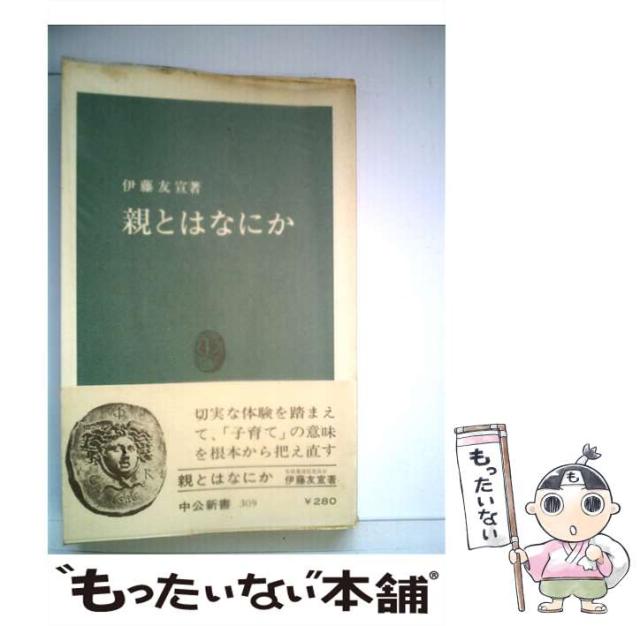 伊藤友宣著
親とはなにか
切実な体験を踏まえ
て、「子育て」の意味
を根本から把え直す
親とはなにか
伊藤友宣著
中公新書 309
¥280
もったいない
“もったいない”本舗®